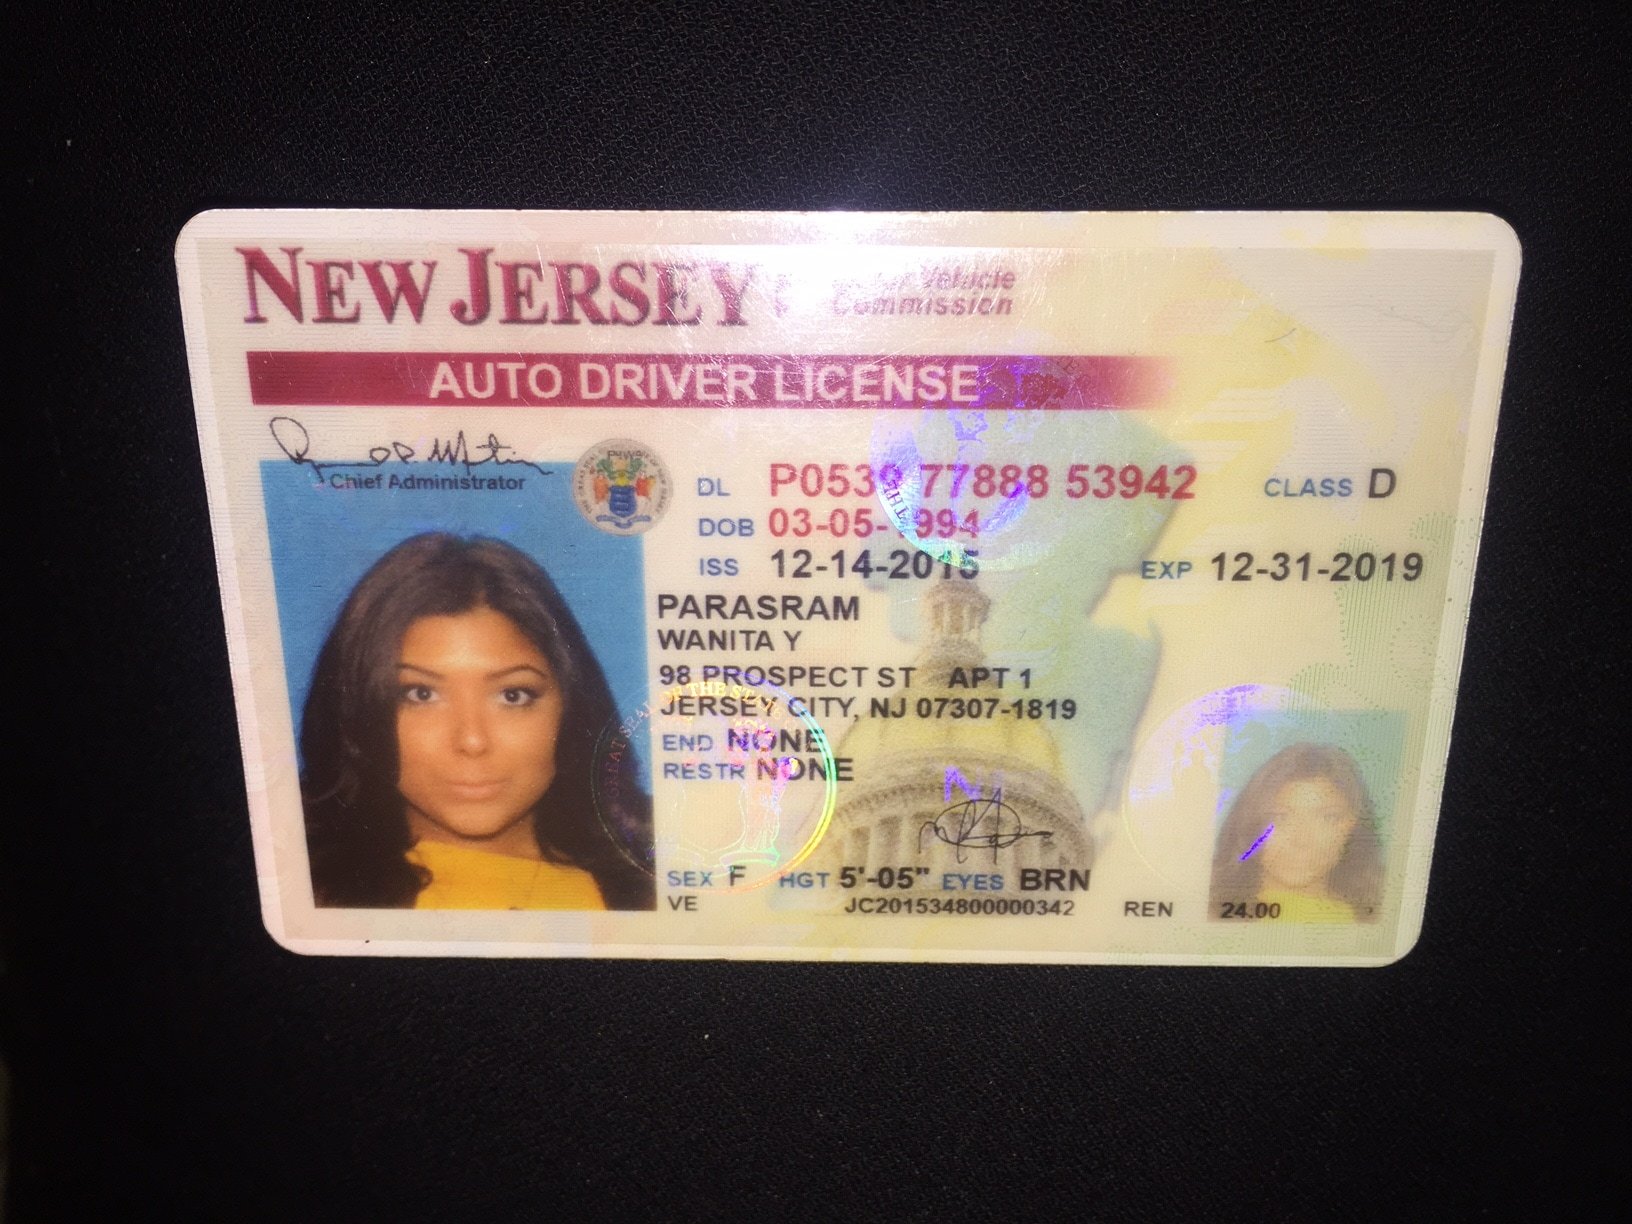 NEW JERSEY Vehicle
Commission
AUTO DRIVER LICENSE
Chief Administrator
DL 77888 53942 CLASS D
DOB 03-05-1994
ISS 12-14-2015 EXP 12-31-2019
PARASRAM
WANITA Y
98 PROSPECT ST APT 1
JERSEY CITY, NJ 07307-1819
END NONE
RESTR NONE
SEX F HGT 5'-05" EYES BRN
VE JC201534800000342 REN 24.00